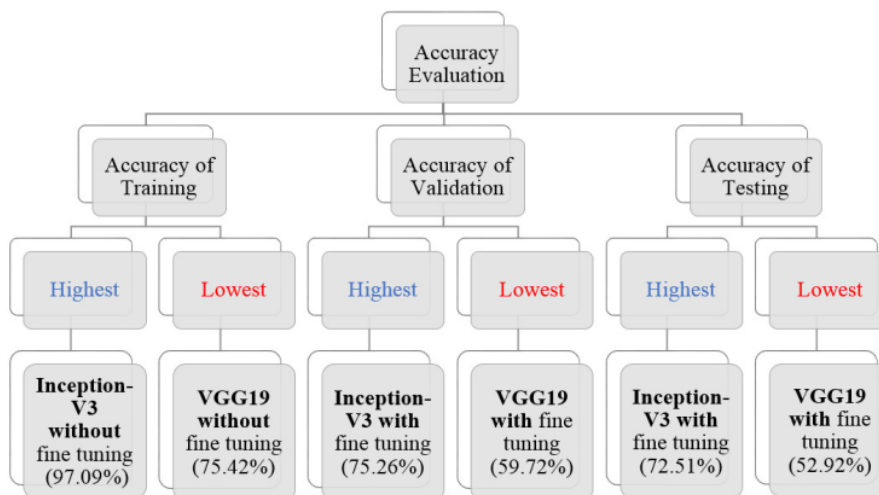 Accuracy
Evaluation
Accuracy of
Training
Accuracy of
Validation
Accuracy of
Testing
Highest
Lowest
Highest
Lowest
Highest
Lowest
Inception-
V3
without
fine tuning
(97.09%)
VGG19
without
fine tuning
(75.42%)
Inception-
V3 with
fine tuning
(75.26%)
VGG19
with fine
tuning
(59.72%)
Inception-
V3 with
fine tuning
(72.51%)
VGG19
with fine
tuning
(52.92%)